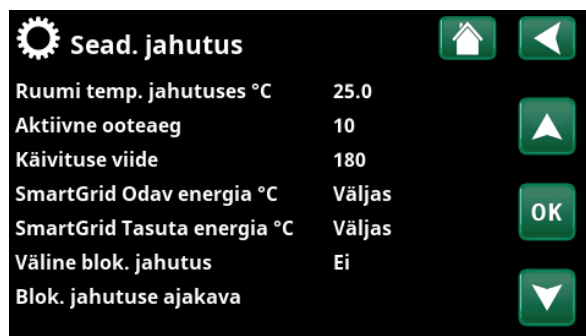 Sead. jahutus
Ruumi temp. jahutuses °C 25.0
Aktiivne ooteaeg 10
Käivituse viide 180
SmartGrid Odav energia °C Väljas
SmartGrid Tasuta energia °C Väljas
OK
Väline blok. jahutus Ei
Blok. jahutuse ajakava